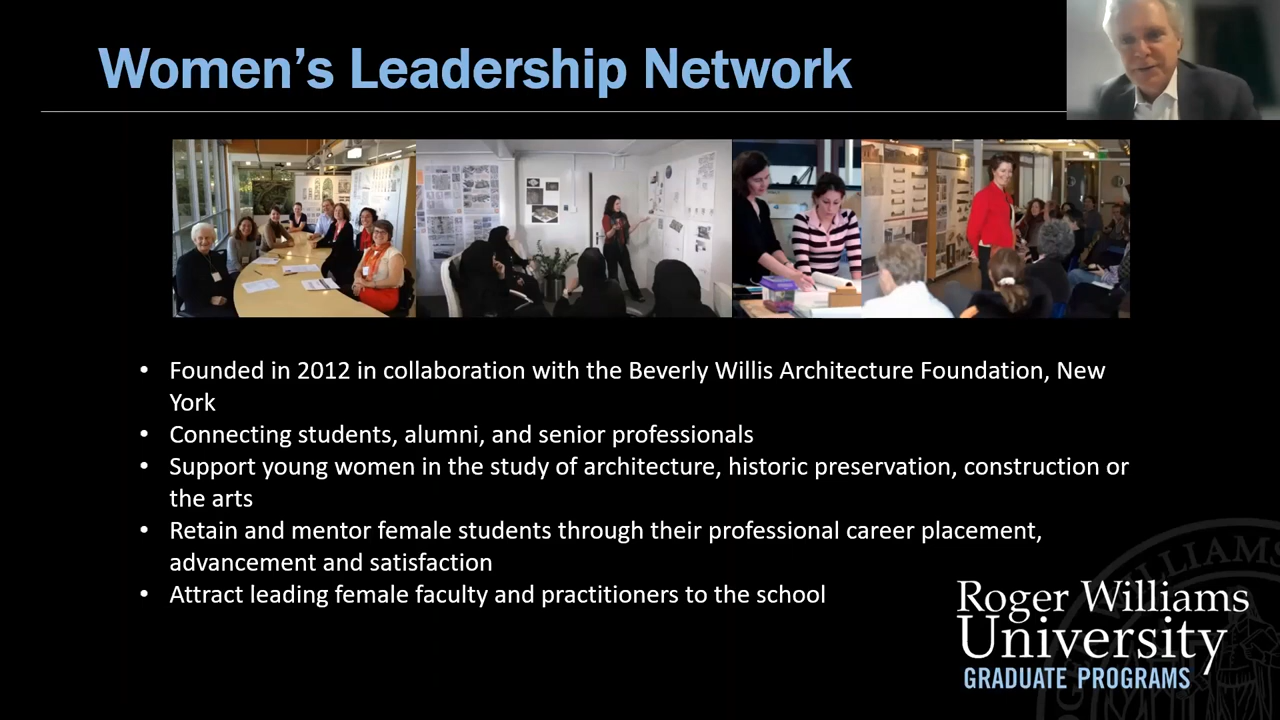 Women’s Leadership Network
• Founded in 2012 in collaboration with the Beverly Willis Architecture Foundation, New
York
• Connecting students, alumni, and senior professionals
• Support young women in the study of architecture, historic preservation, construction or
the arts
• Retain and mentor female students through their professional career placement,
advancement and satisfaction
• Attract leading female faculty and practitioners to the school
WILLIAMS
Roger Williams
University
GRADUATE PROGRAMS